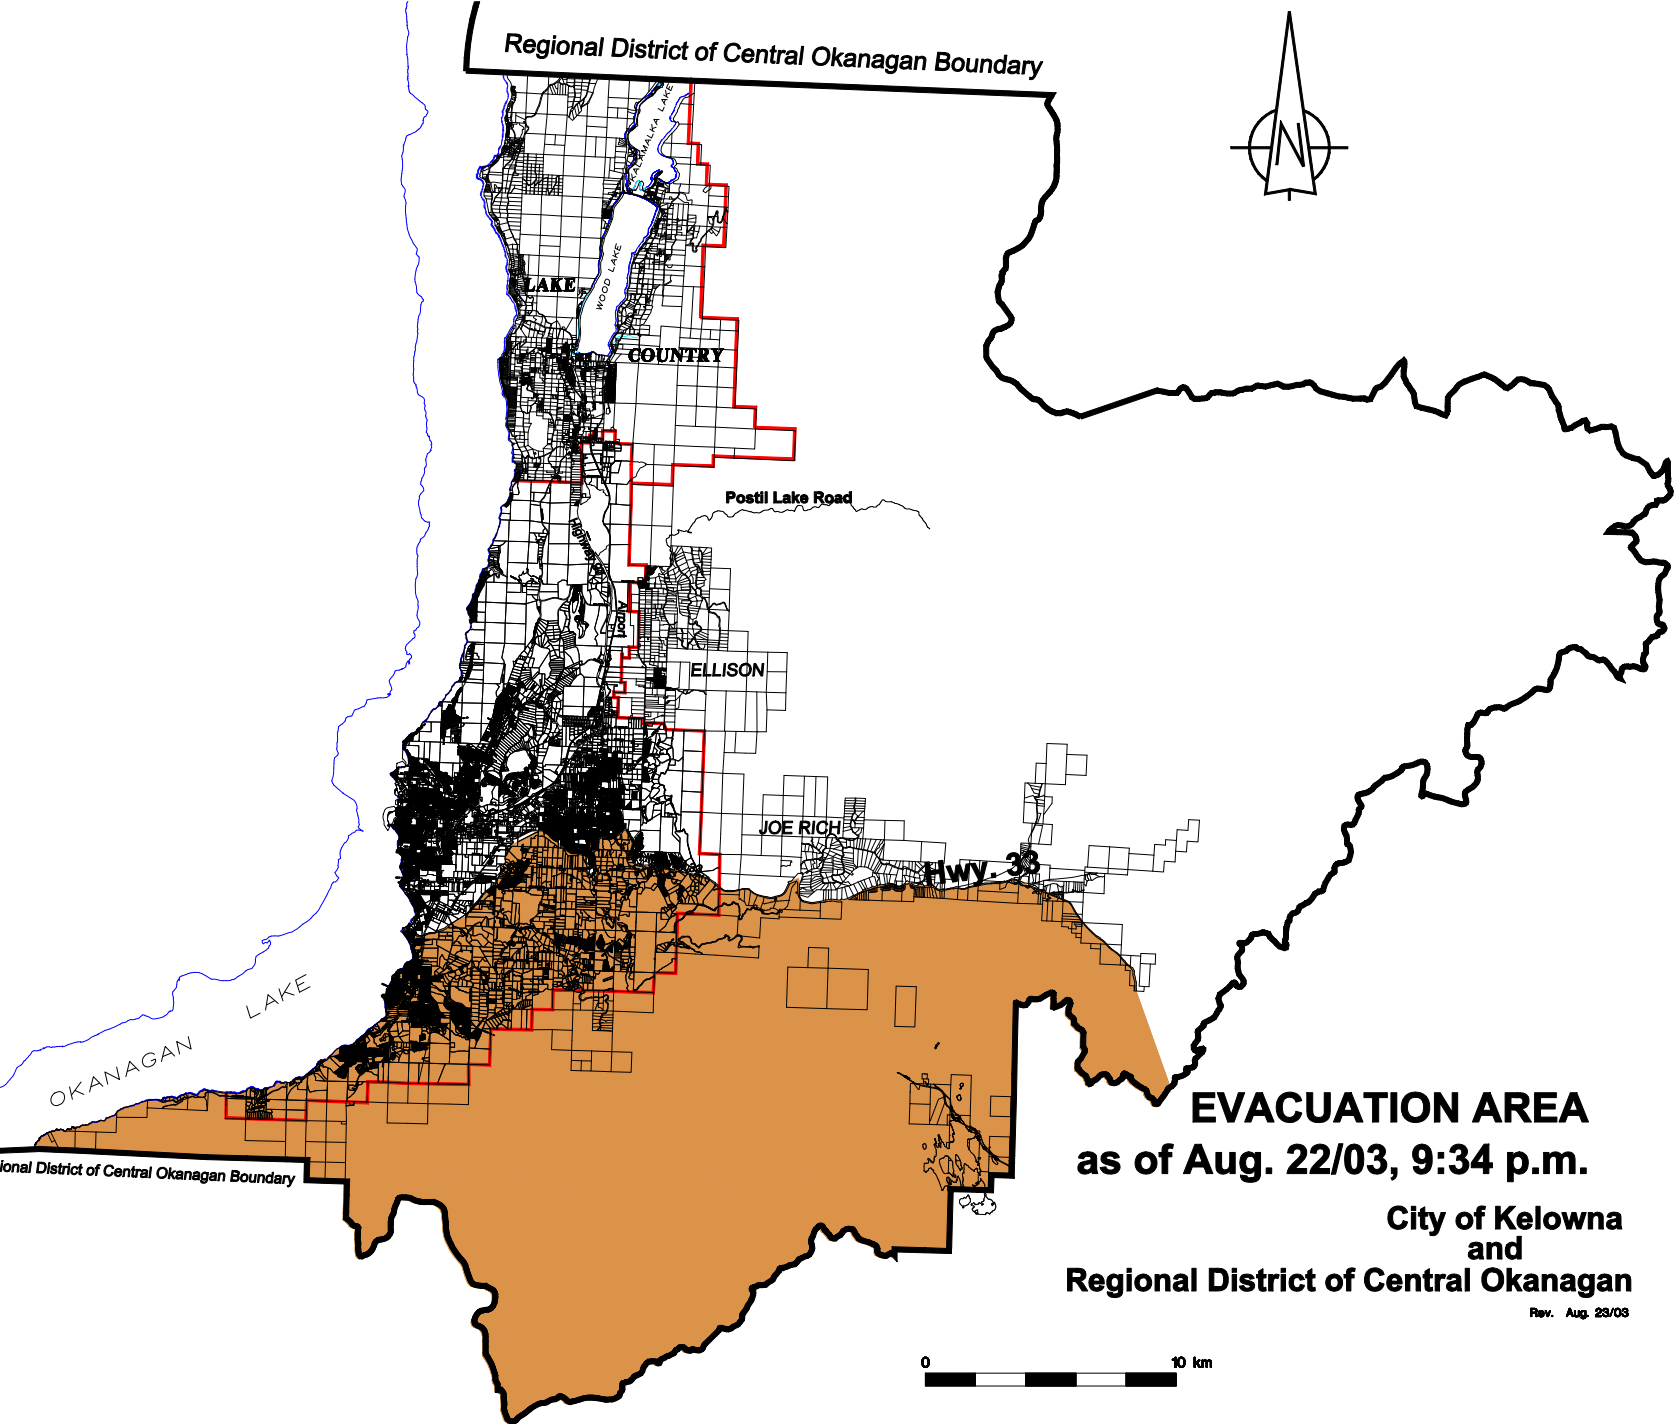 Regional District of Central Okanagan Boundary
N
KALAMALKA LAKE
WOOD LAKE
LAKE
COUNTRY
Postill Lake Road
Highway 97
Airport
ELLISON
JOE RICH
Hwy. 33
OKANAGAN LAKE
ional District of Central Okanagan Boundary
EVACUATION AREA
as of Aug. 22/03, 9:34 p.m.
City of Kelowna
and
Regional District of Central Okanagan
Rev. Aug. 23/03
0 10 km